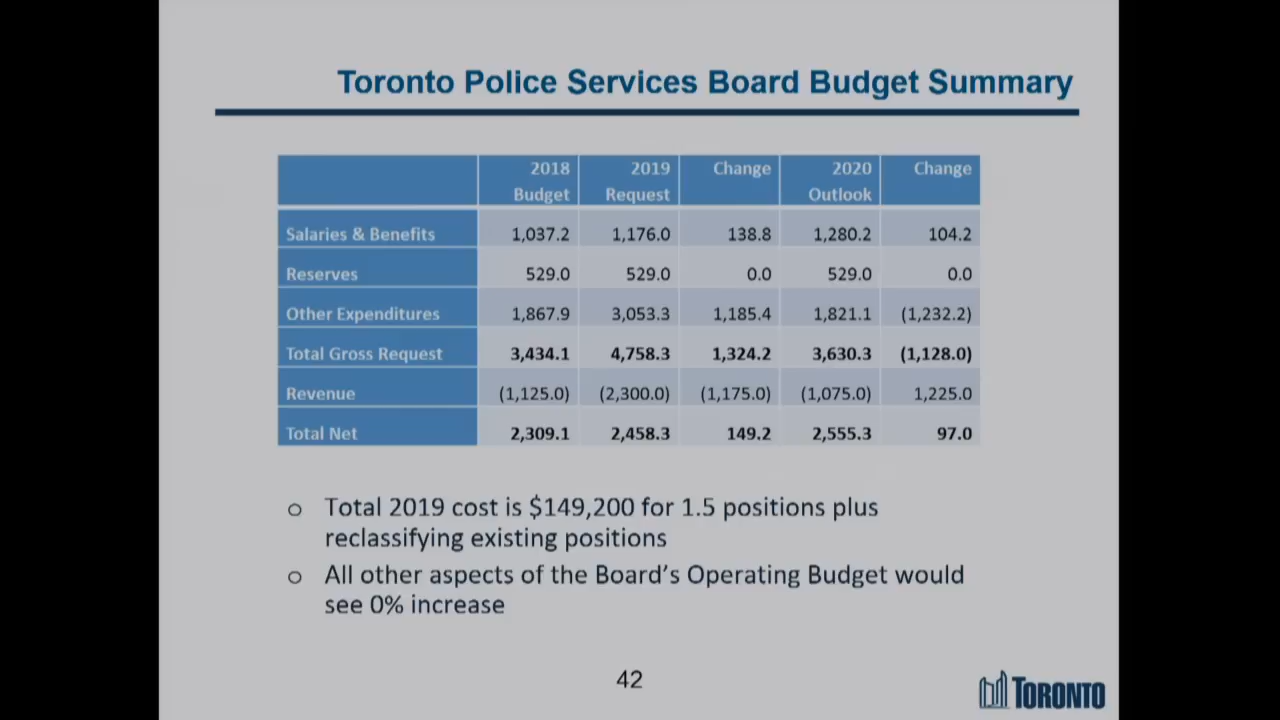 Toronto Police Services Board Budget Summary
2018 Budget 2019 Request Change 2020 Outlook Change
Salaries & Benefits 1,037.2 1,176.0 138.8 1,280.2 104.2
Reserves 529.0 529.0 0.0 529.0 0.0
Other Expenditures 1,867.9 3,053.3 1,185.4 1,821.1 (1,232.2)
Total Gross Request 3,434.1 4,758.3 1,324.2 3,630.3 (1,128.0)
Revenue (1,125.0) (2,300.0) (1,175.0) (1,075.0) 1,225.0
Total Net 2,309.1 2,458.3 149.2 2,555.3 97.0
o Total 2019 cost is $149,200 for 1.5 positions plus
reclassifying existing positions
o All other aspects of the Board’s Operating Budget would
see 0% increase
42
TORONTO